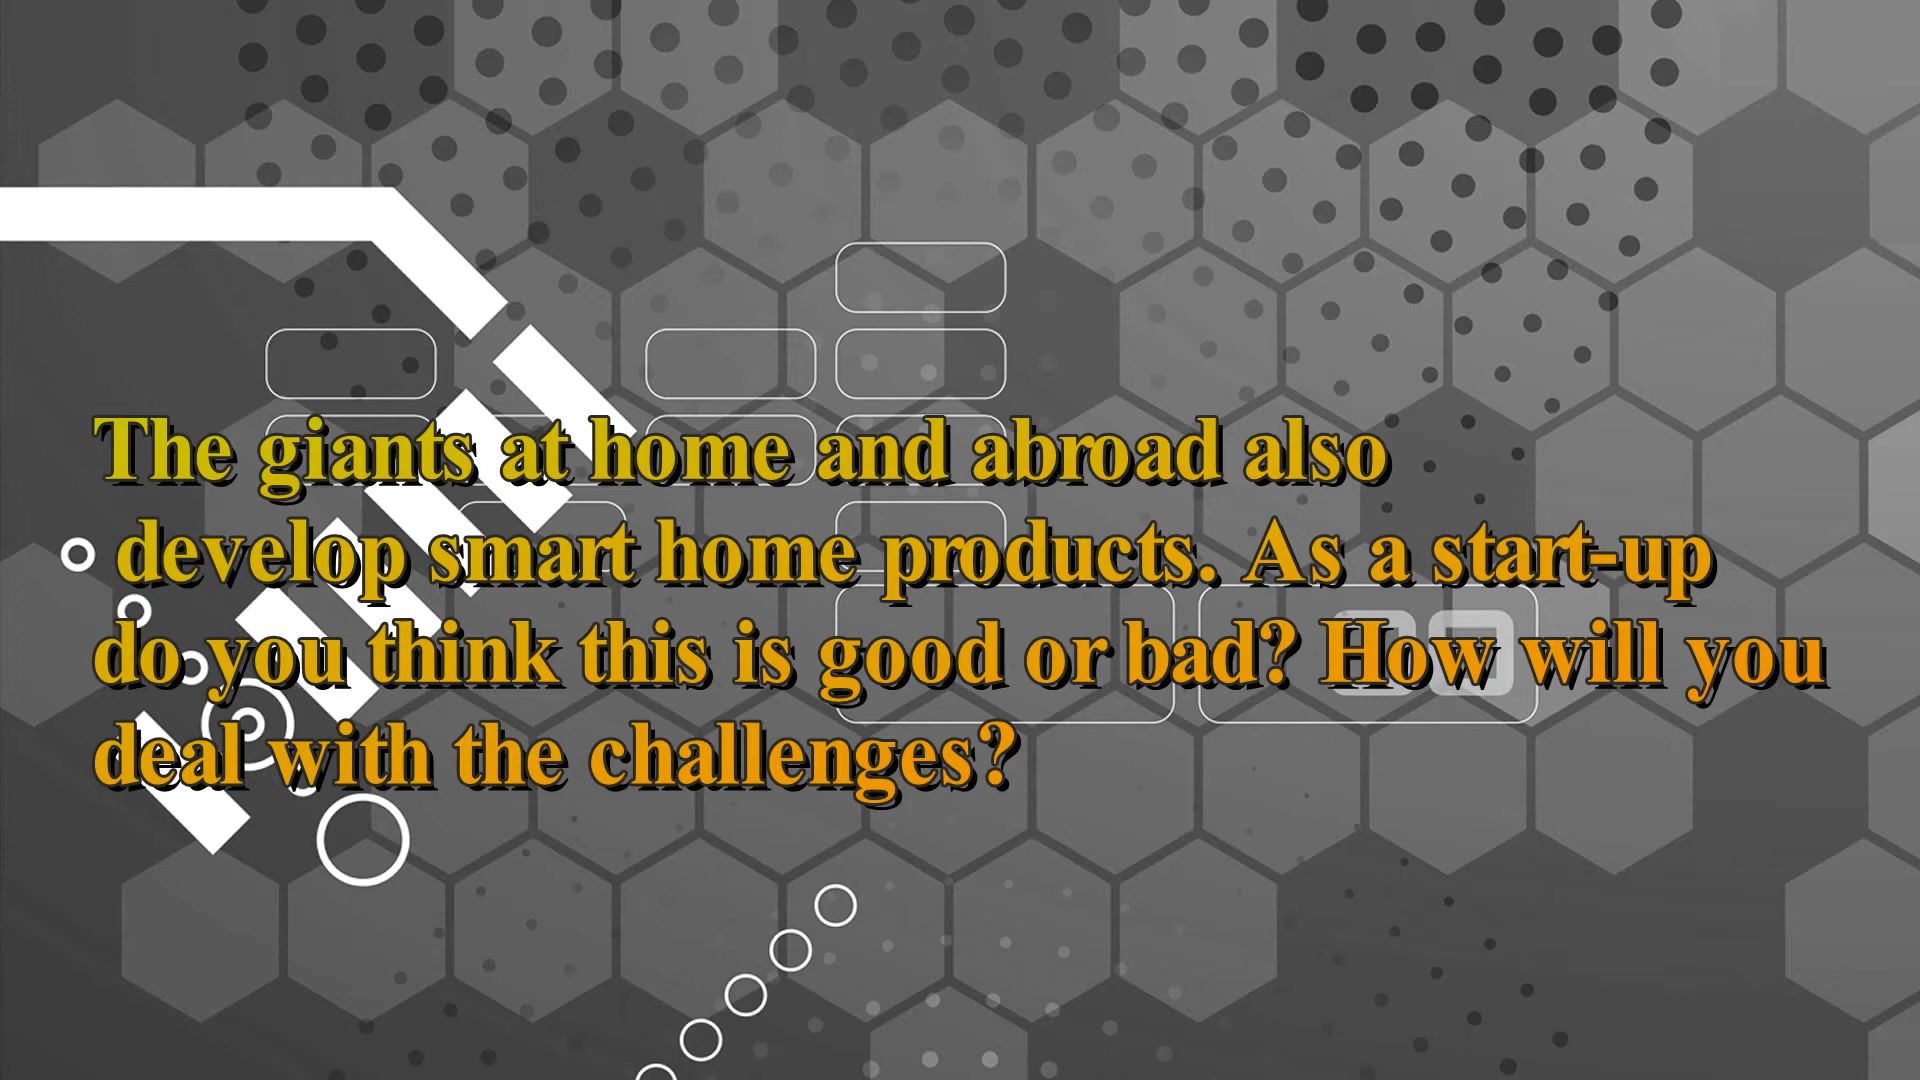 The giants at home and abroad also
develop smart home products. As a start-up
do you think this is good or bad? How will you
deal with the challenges?